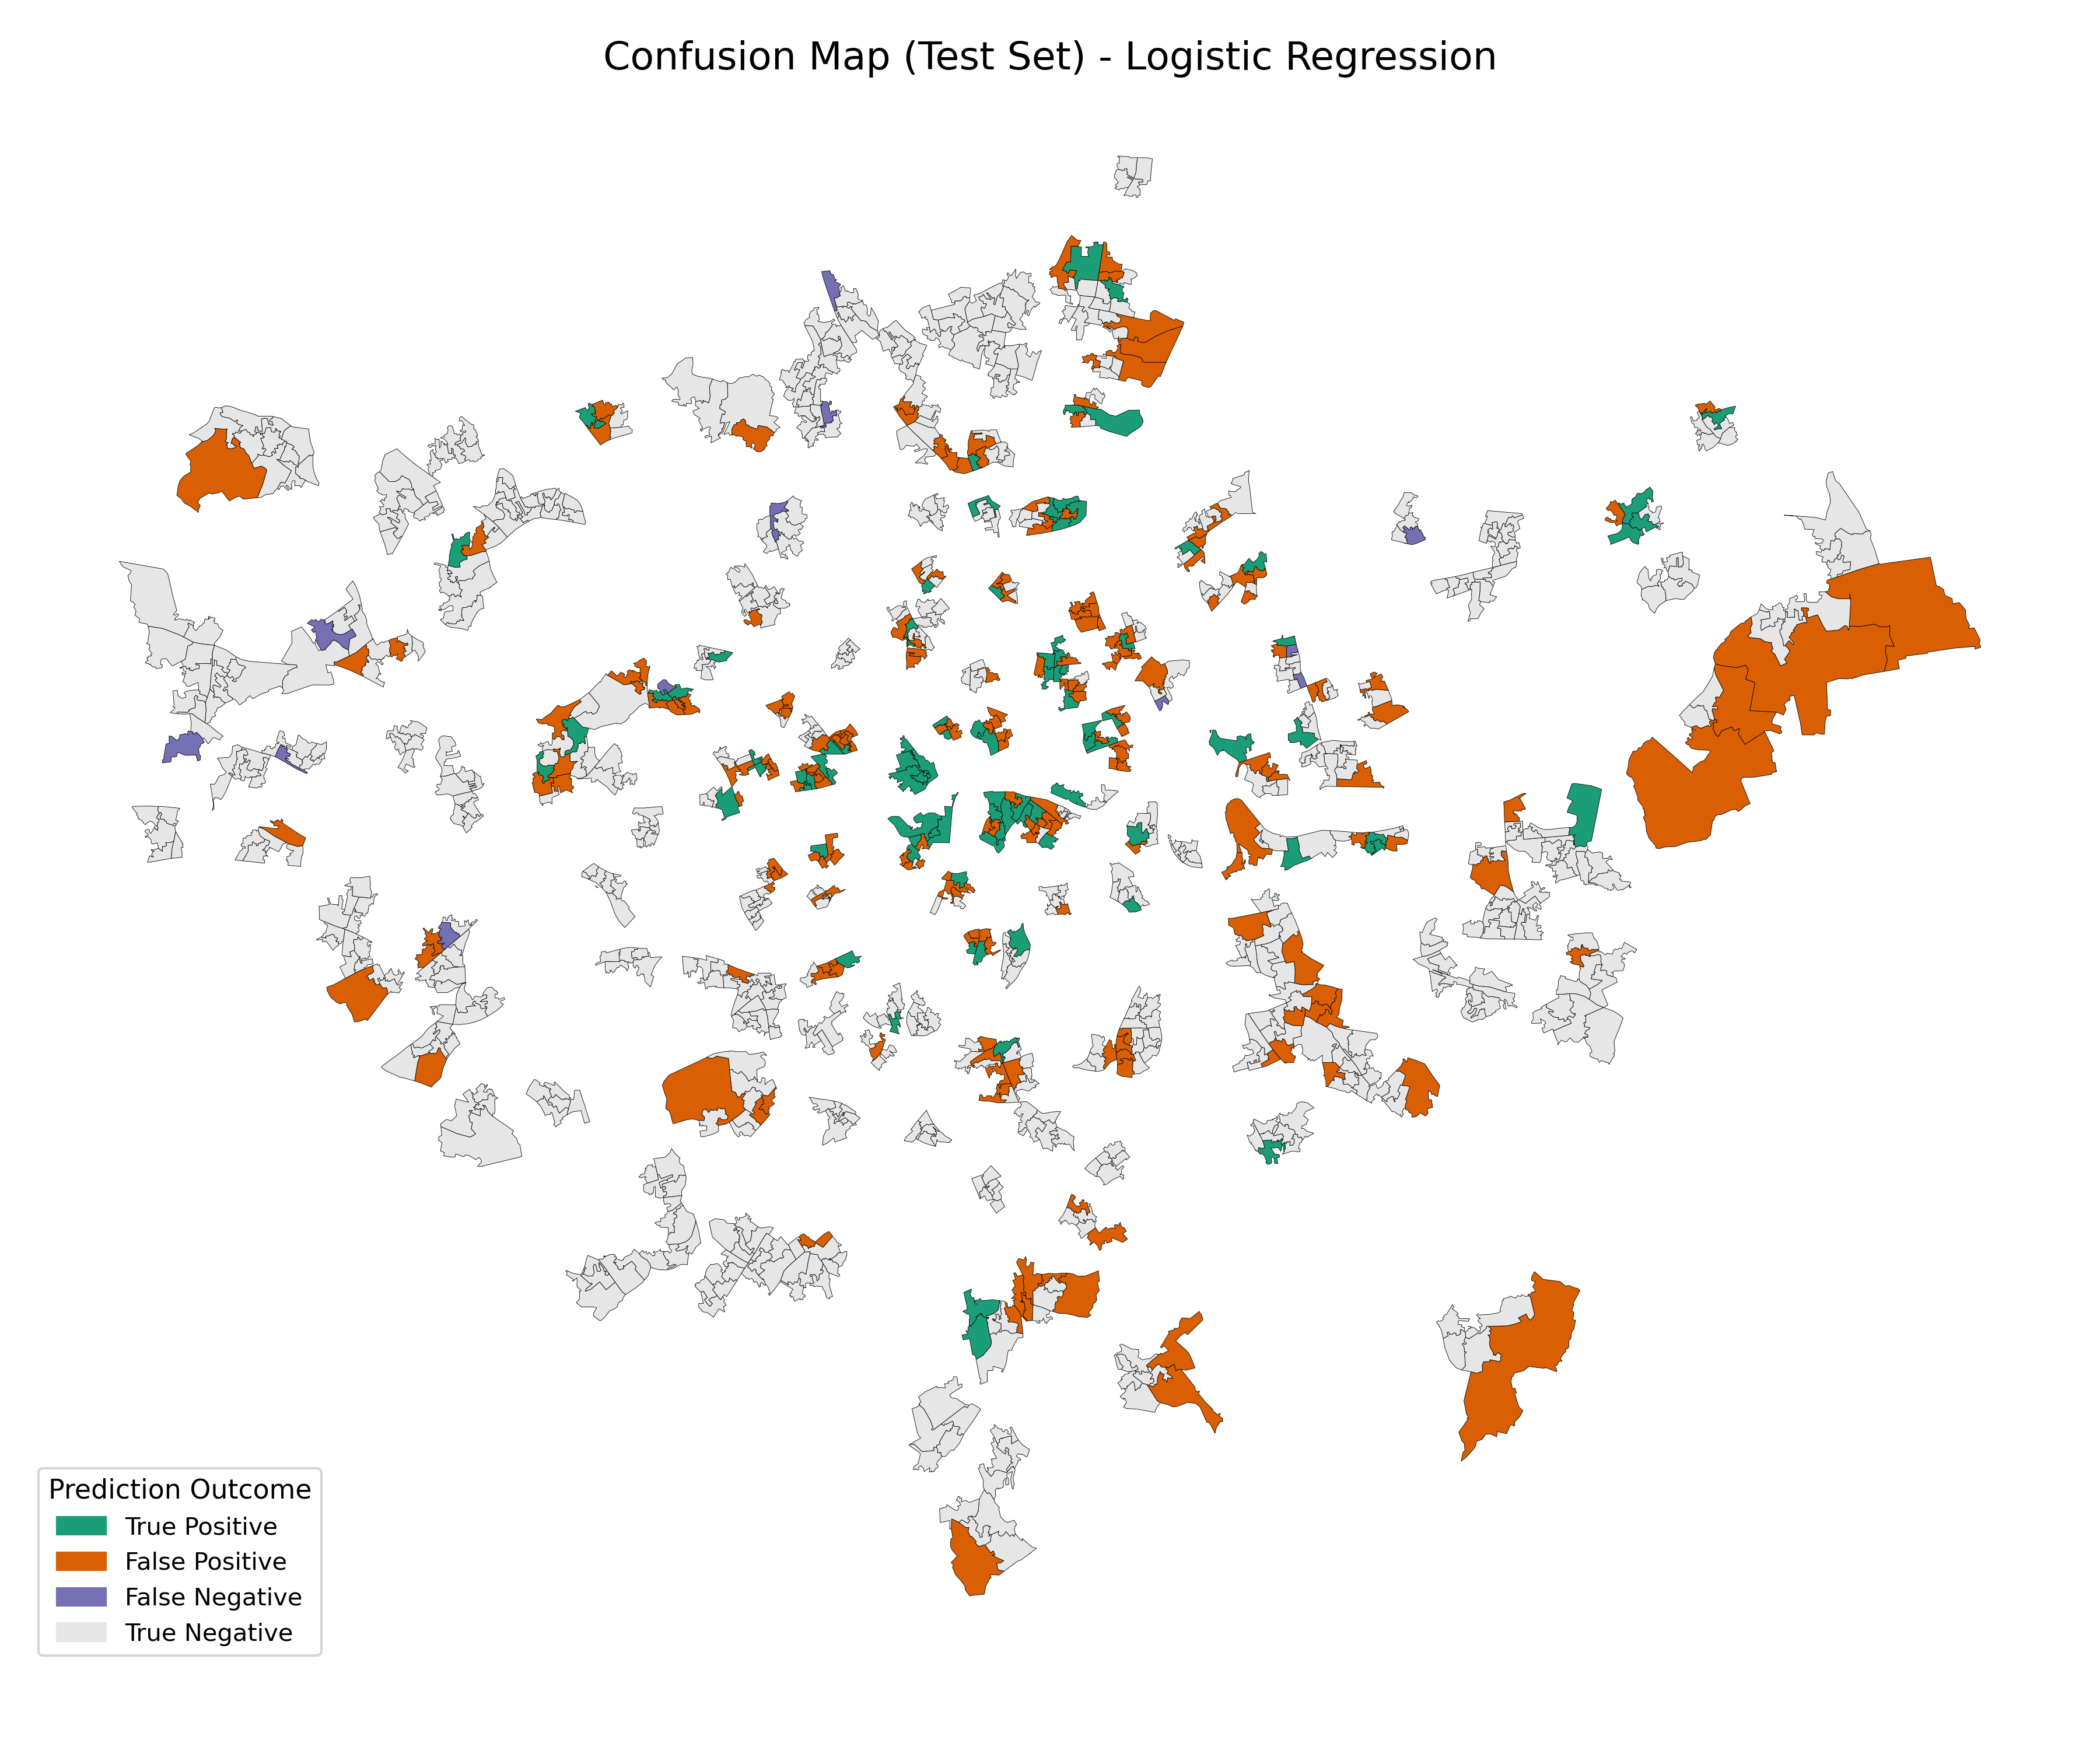 Confusion Map (Test Set) - Logistic Regression
Prediction Outcome
True Positive
False Positive
False Negative
True Negative